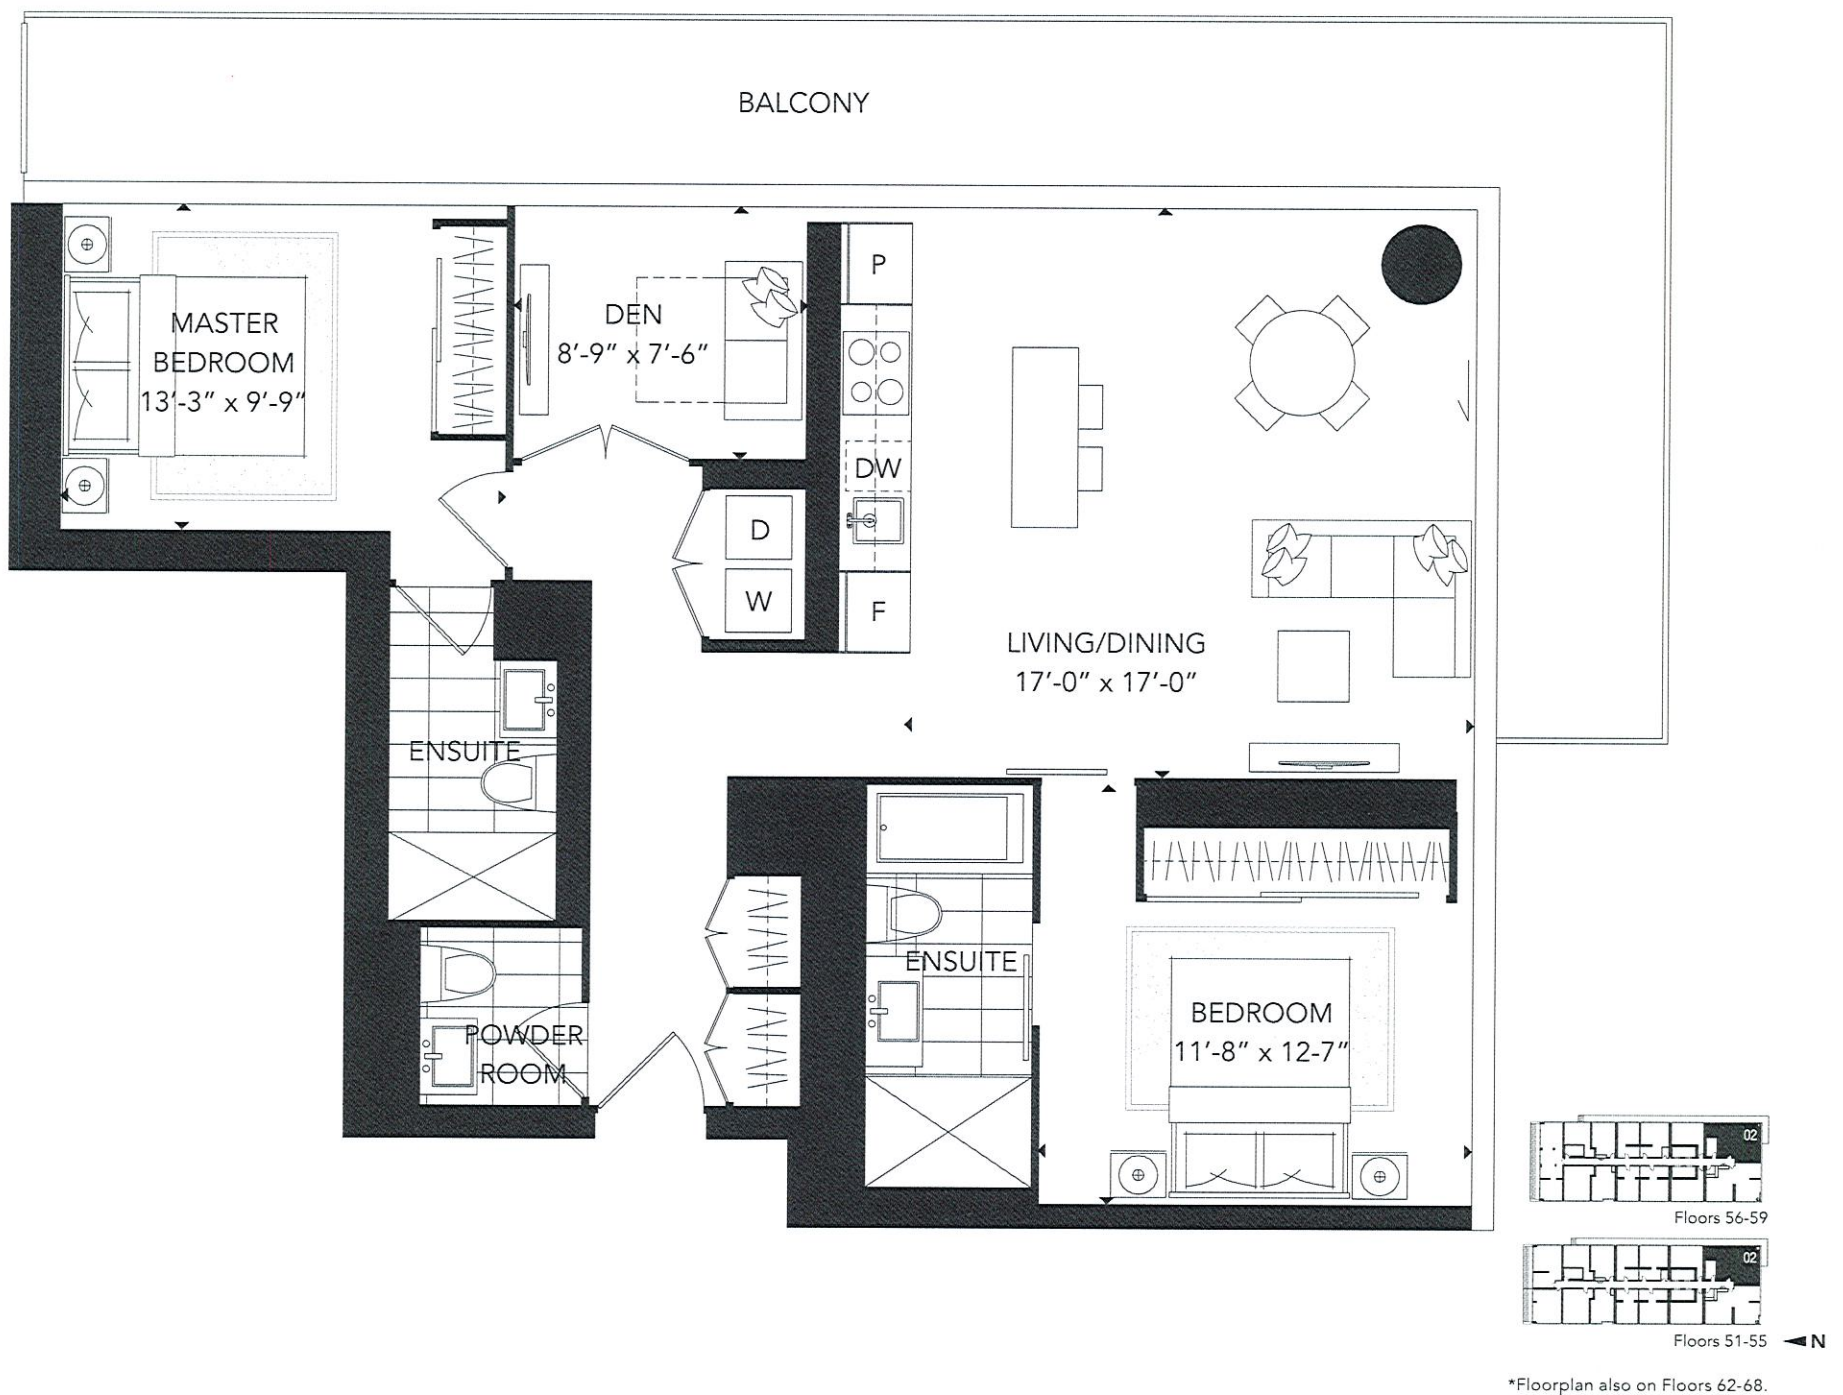 BALCONY
MASTER
BEDROOM
13'-3" x 9'-9"
DEN
8'-9" x 7'-6"
P
DW
F
D
W
LIVING/DINING
17'-0" x 17'-0"
ENSUITE
POWDER
ROOM
ENSUITE
BEDROOM
11'-8" x 12-7"
02
Floors 56-59
02
Floors 51-55
N
*Floorplan also on Floors 62-68.